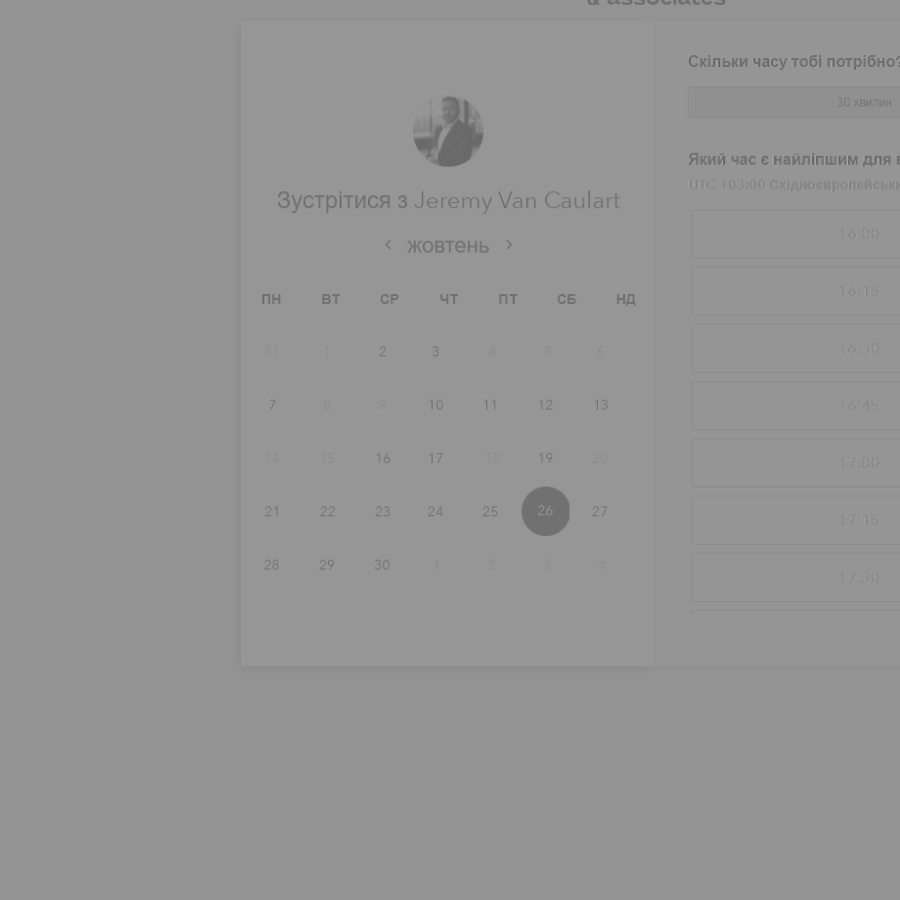 & associates
Зустрітися з Jeremy Van Caulart
‹ жовтень ›
ПН ВТ СР ЧТ ПТ СБ НД
31 1 2 3 4 5 6
7 8 9 10 11 12 13
14 15 16 17 18 19 20
21 22 23 24 25 26 27
28 29 30 1 2 3 4
Скільки часу тобі потрібно?
30 хвилин
Який час є найліпшим для
UTC +03:00
16:00
16:15
16:30
16:45
17:00
17:15
17:30